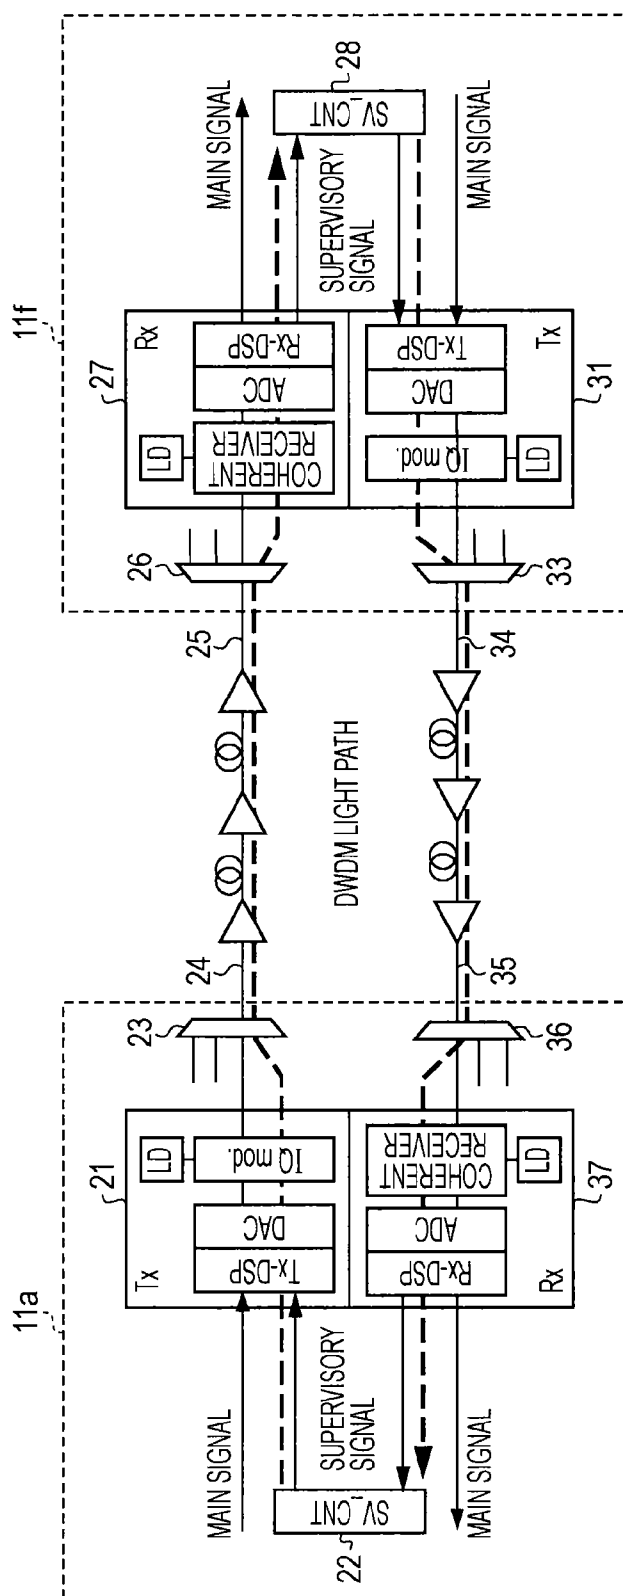 11a
11f
MAIN SIGNAL
21
Tx
Tx-DSP
DAC
IQ mod.
LD
23
24
25
26
27
Rx
LD
COHERENT
RECEIVER
ADC
Rx-DSP
MAIN SIGNAL
SV_CNT
22
SUPERVISORY
SIGNAL
DWDM LIGHT PATH
SUPERVISORY
SIGNAL
SV_CNT
28
MAIN SIGNAL
Rx
Rx-DSP
ADC
COHERENT
RECEIVER
LD
37
36
35
34
33
IQ mod.
LD
DAC
Tx-DSP
Tx
31
MAIN SIGNAL